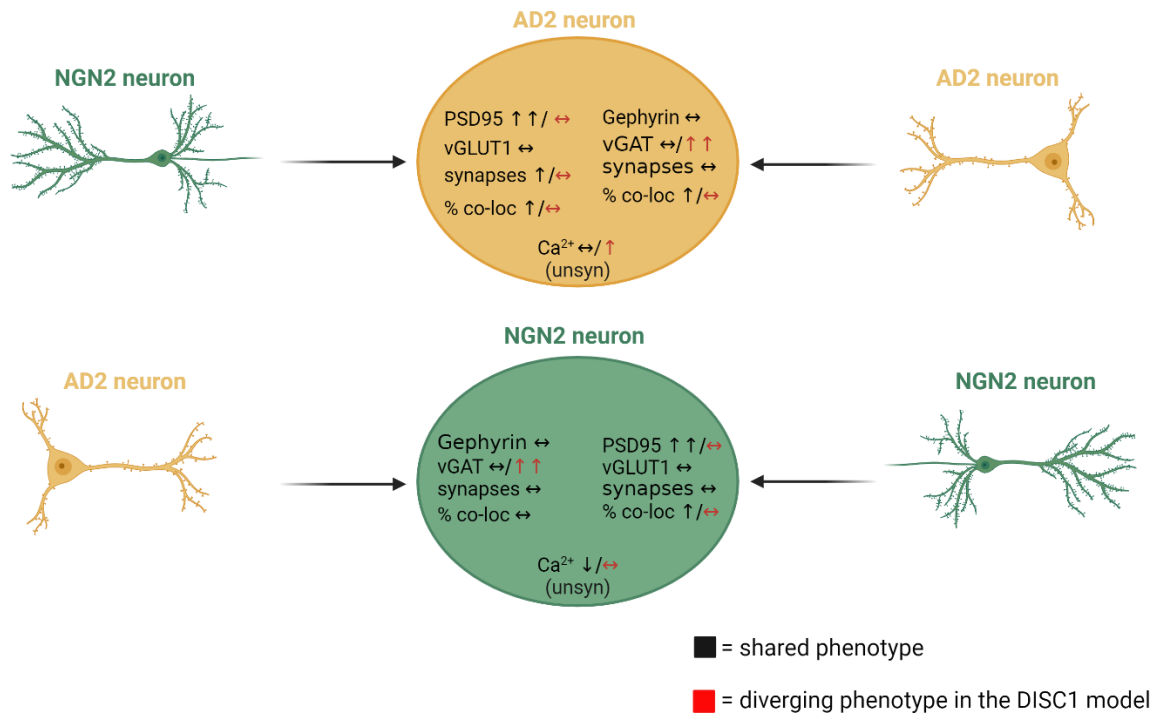 AD2 neuron
NGN2 neuron
AD2 neuron
PSD95 ↑↑/↔
vGLUT1 ↔
synapses ↑/↔
% co-loc ↑/↔
Gephyrin ↔
vGAT ↔/↑↑
synapses ↔
% co-loc ↑/↔
Ca²⁺ ↔/↑
(unsyn)
NGN2 neuron
AD2 neuron
NGN2 neuron
Gephyrin ↔
vGAT ↔/↑↑
synapses ↔
% co-loc ↔
PSD95 ↑↑/↔
vGLUT1 ↔
synapses ↔
% co-loc ↑/↔
Ca²⁺ ↓/↔
(unsyn)
= shared phenotype
= diverging phenotype in the DISC1 model